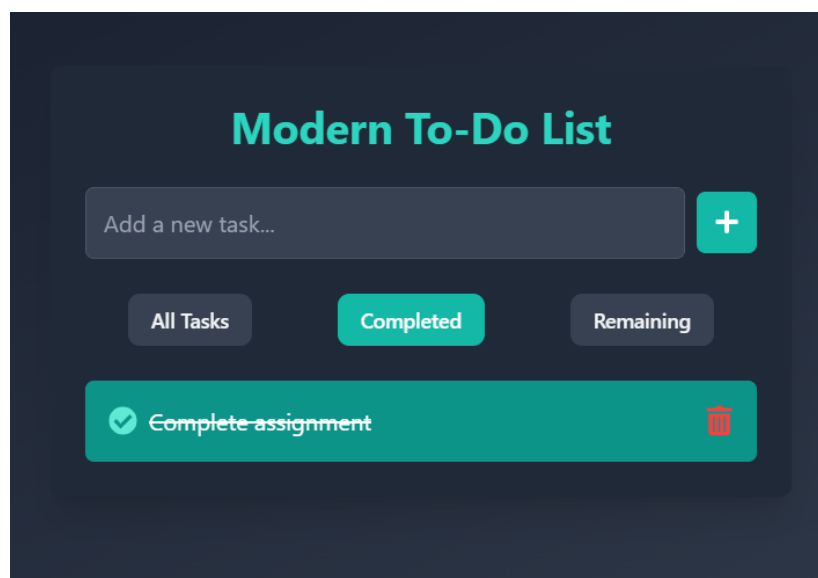 Modern To-Do List
Add a new task...
All Tasks Completed Remaining
Complete assignment